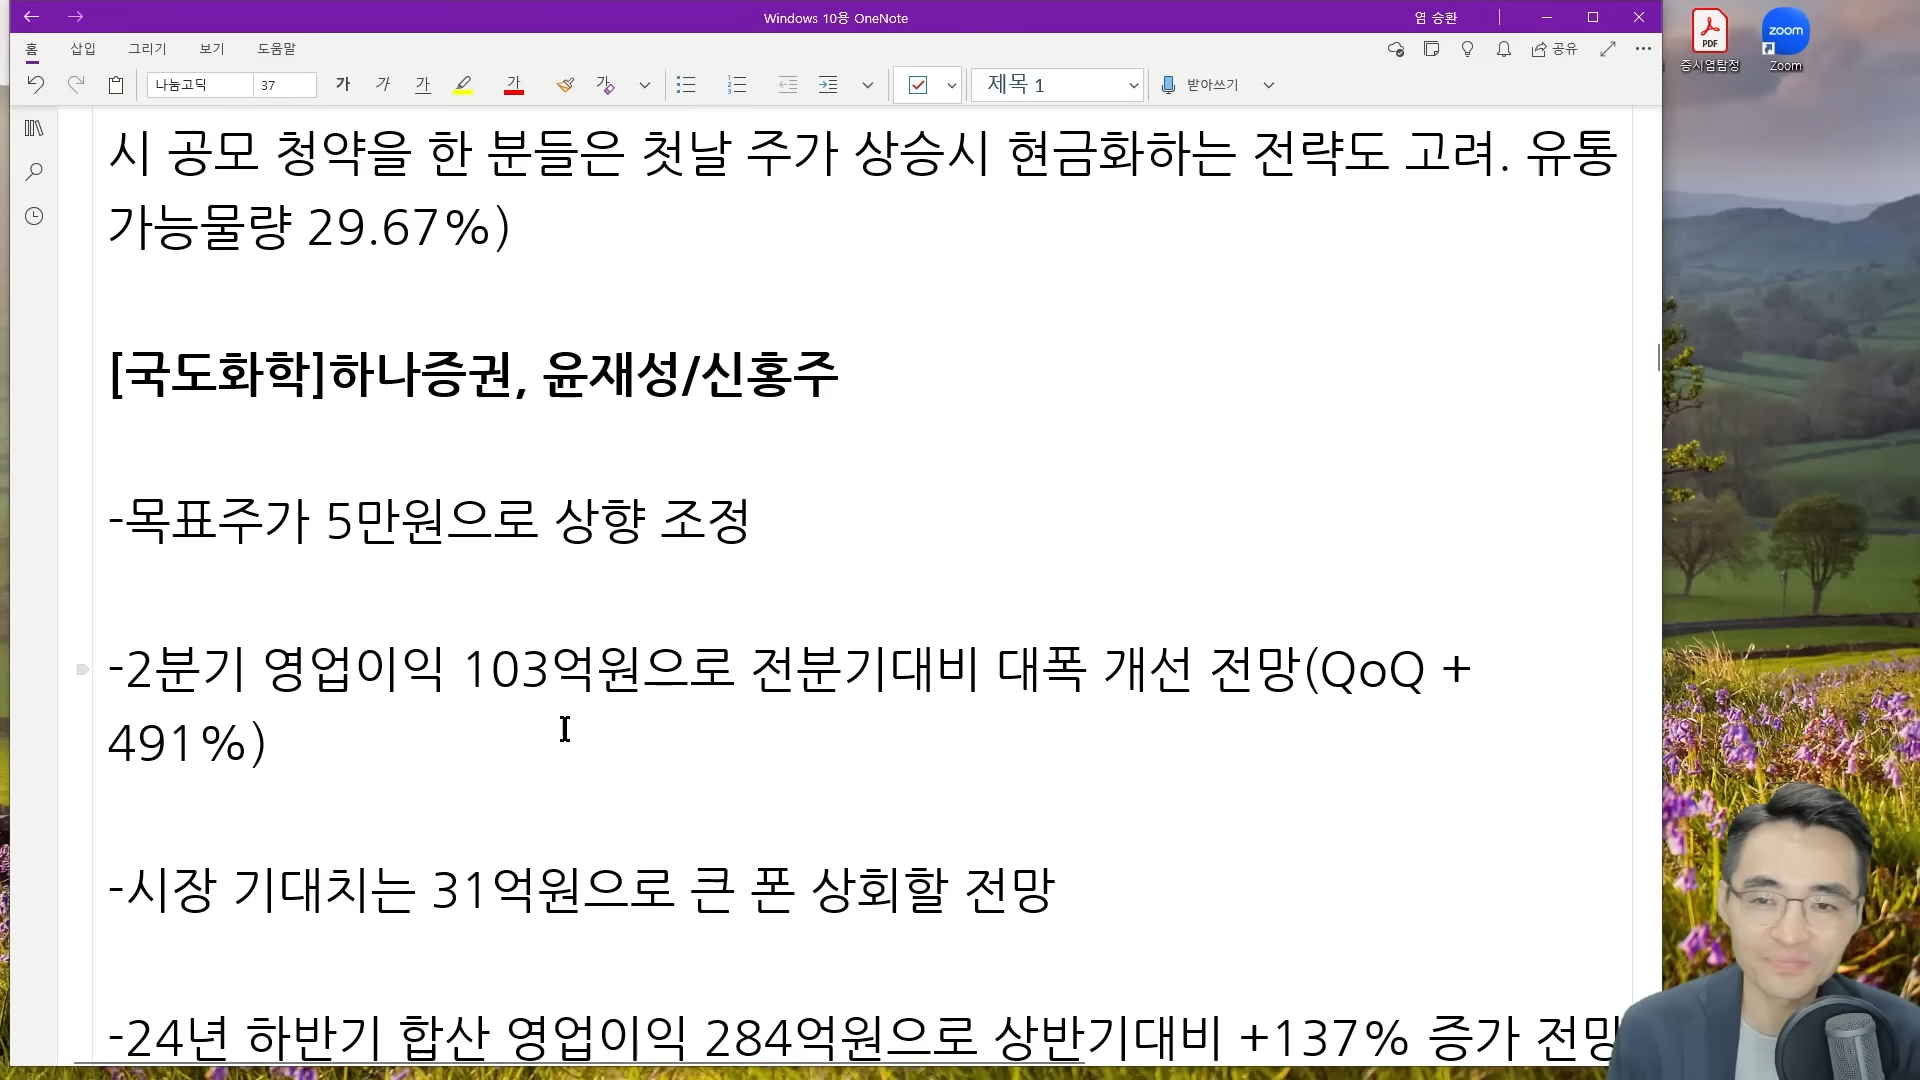 Windows 10용 OneNote
염 승환
홈 삽입 그리기 보기 도움말
공유
나눔고딕 37 가 가 가 가 가 제목 1 받아쓰기
시 공모 청약을 한 분들은 첫날 주가 상승시 현금화하는 전략도 고려. 유통
가능물량 29.67%)
[국도화학]하나증권, 윤재성/신홍주
-목표주가 5만원으로 상향 조정
-2분기 영업이익 103억원으로 전분기대비 대폭 개선 전망(QoQ +
491%)
-시장 기대치는 31억원으로 큰 폰 상회할 전망
-24년 하반기 합산 영업이익 284억원으로 상반기대비 +137% 증가 전망
PDF
증시염탐정
zoom
Zoom